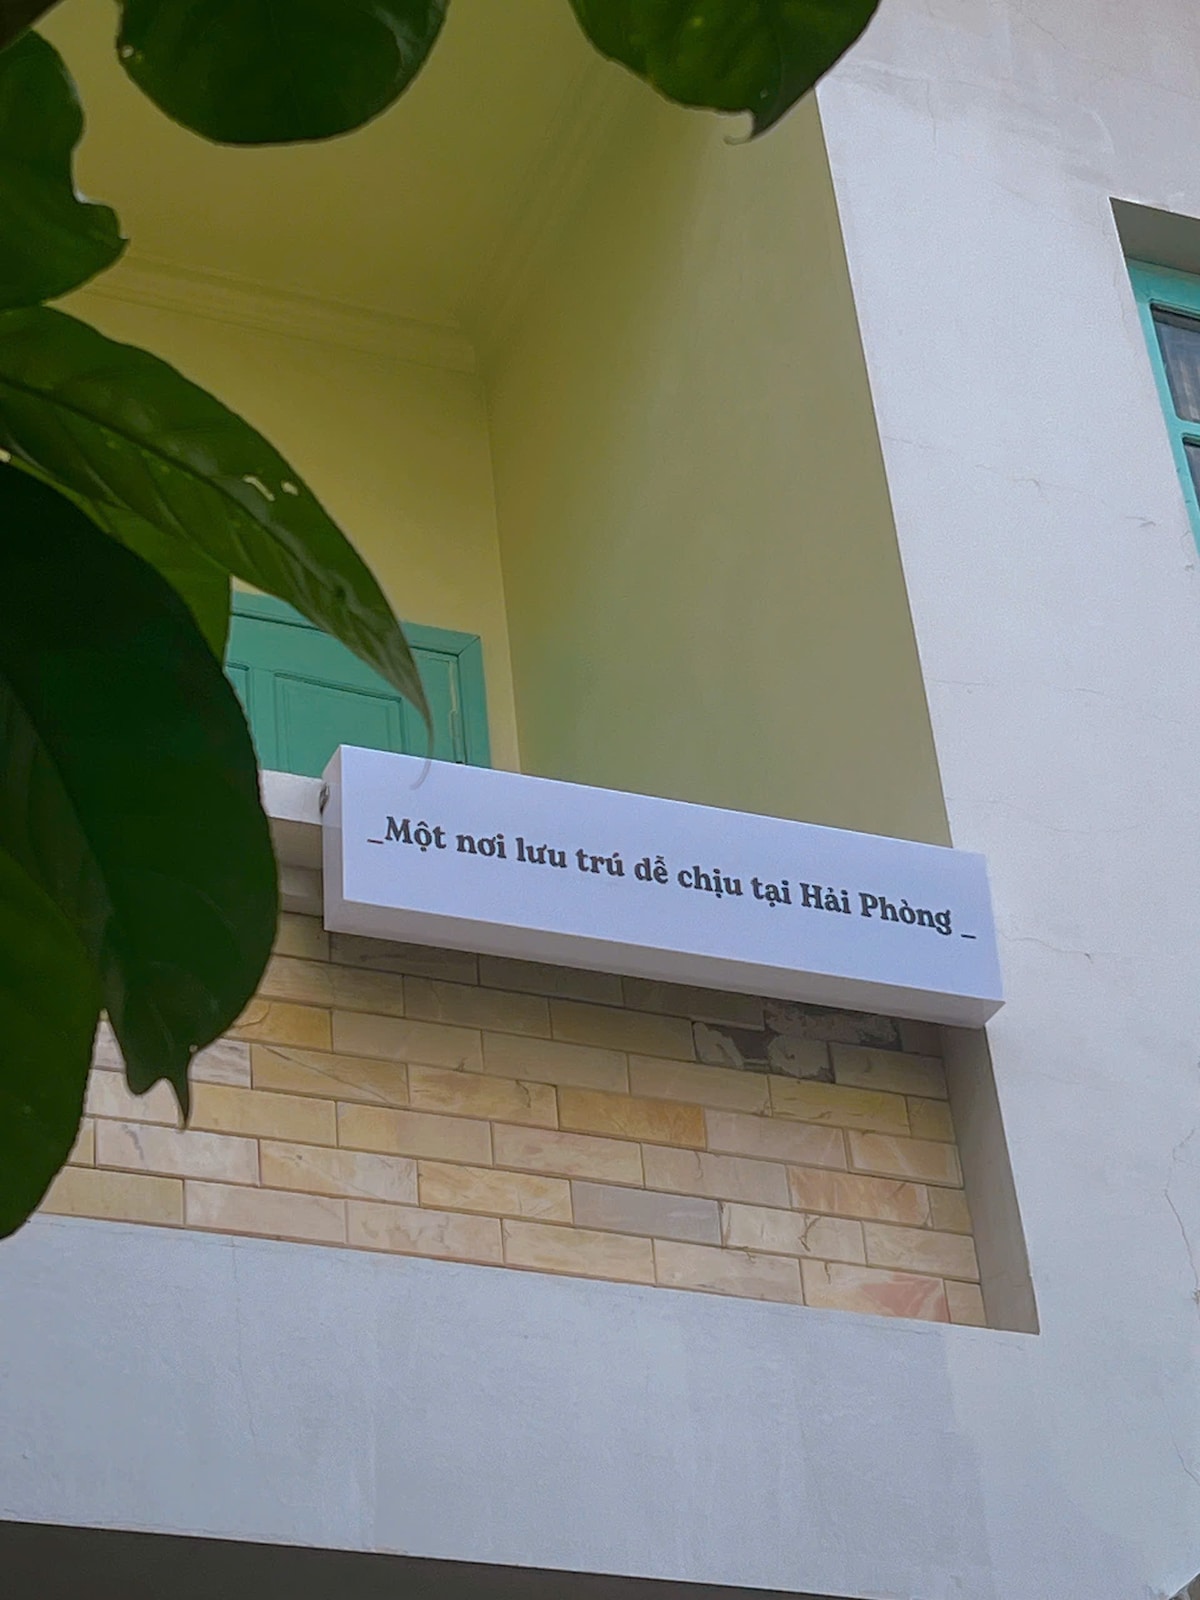 _Một nơi lưu trú dễ chịu tại Hải Phòng _